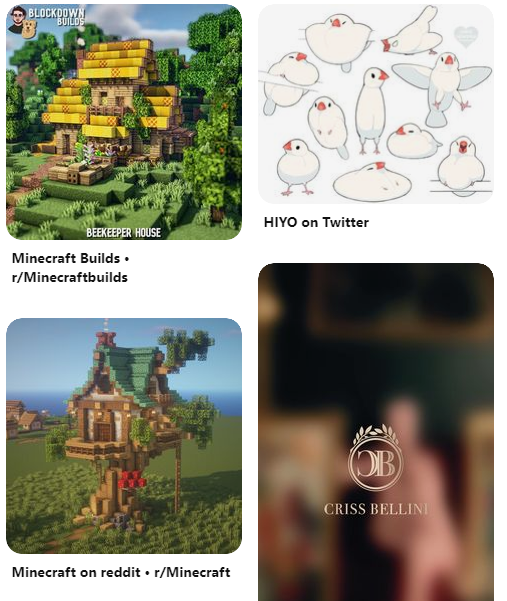 BLOCKDOWN
BUILDS
BEEKEEPER HOUSE
Minecraft Builds •
r/Minecraftbuilds
HIYO on Twitter
Minecraft on reddit • r/Minecraft
CB
CRISS BELLINI